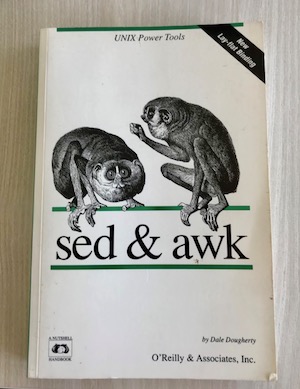 UNIX Power Tools
New
Lay-flat Binding
sed & awk
by Dale Dougherty
A NUTSHELL
HANDBOOK
O'Reilly & Associates, Inc.